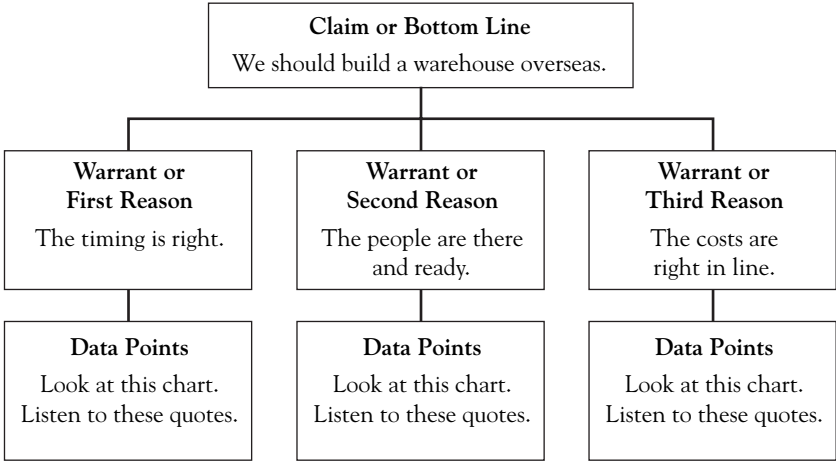 Claim or Bottom Line
We should build a warehouse overseas.
Warrant or
First Reason
The timing is right.
Warrant or
Second Reason
The people are there
and ready.
Warrant or
Third Reason
The costs are
right in line.
Data Points
Look at this chart.
Listen to these quotes.
Data Points
Look at this chart.
Listen to these quotes.
Data Points
Look at this chart.
Listen to these quotes.